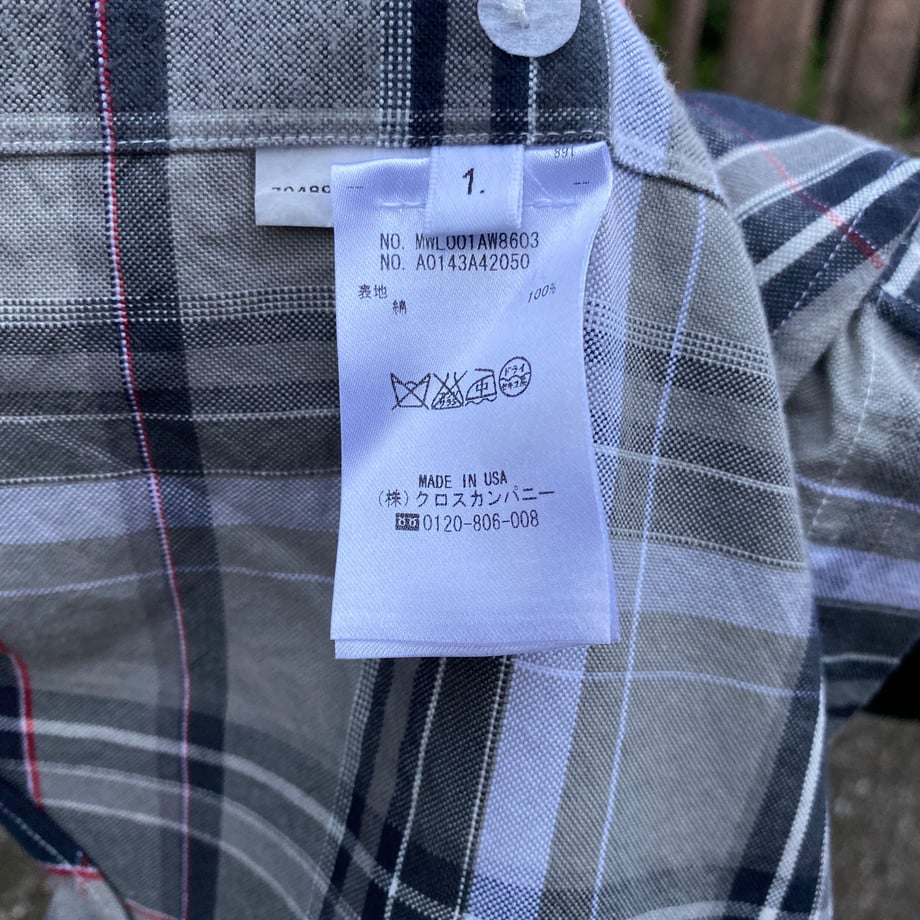 1.
NO. MWL001AW8603
NO. A0143A42050
表地
綿 100%
中
ドライ
MADE IN USA
(株)クロスカンパニー
0120-806-008